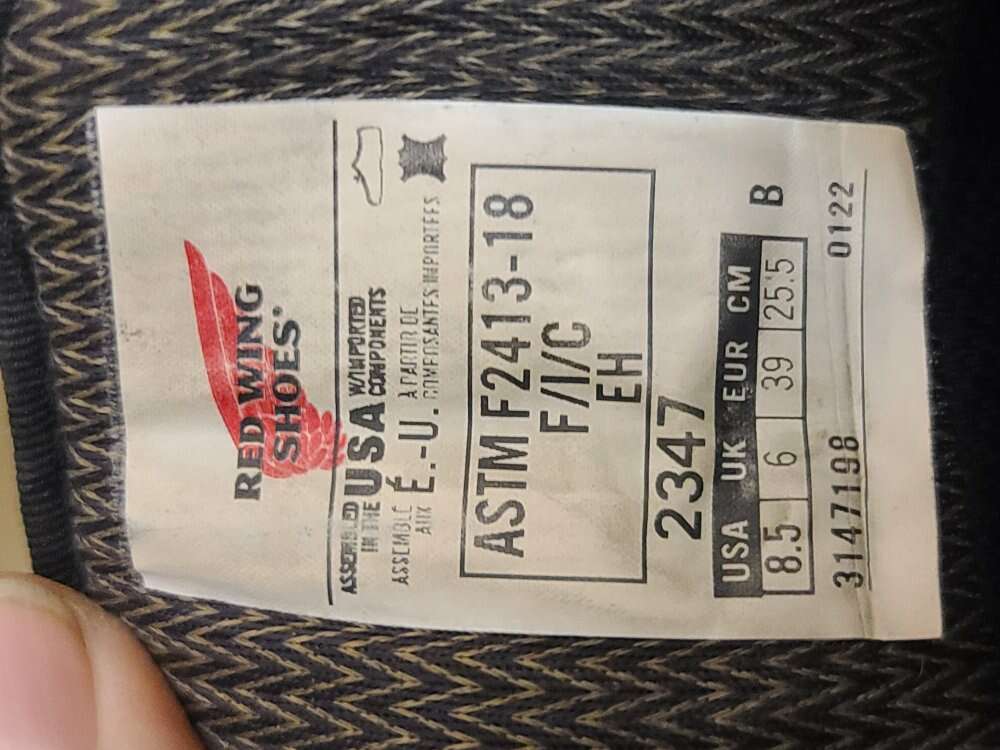 RED WING
SHOES®
ASSEMBLED
IN THE USA W/IMPORTED
COMPONENTS
ASSEMBLÉ
AUX É.-U. À PARTIR DE
COMPOSANTES IMPORTÉES
ASTM F2413-18
F/I/C
EH
2347
USA UK EUR CM
8.5 6 39 25.5 B
31471198 0122